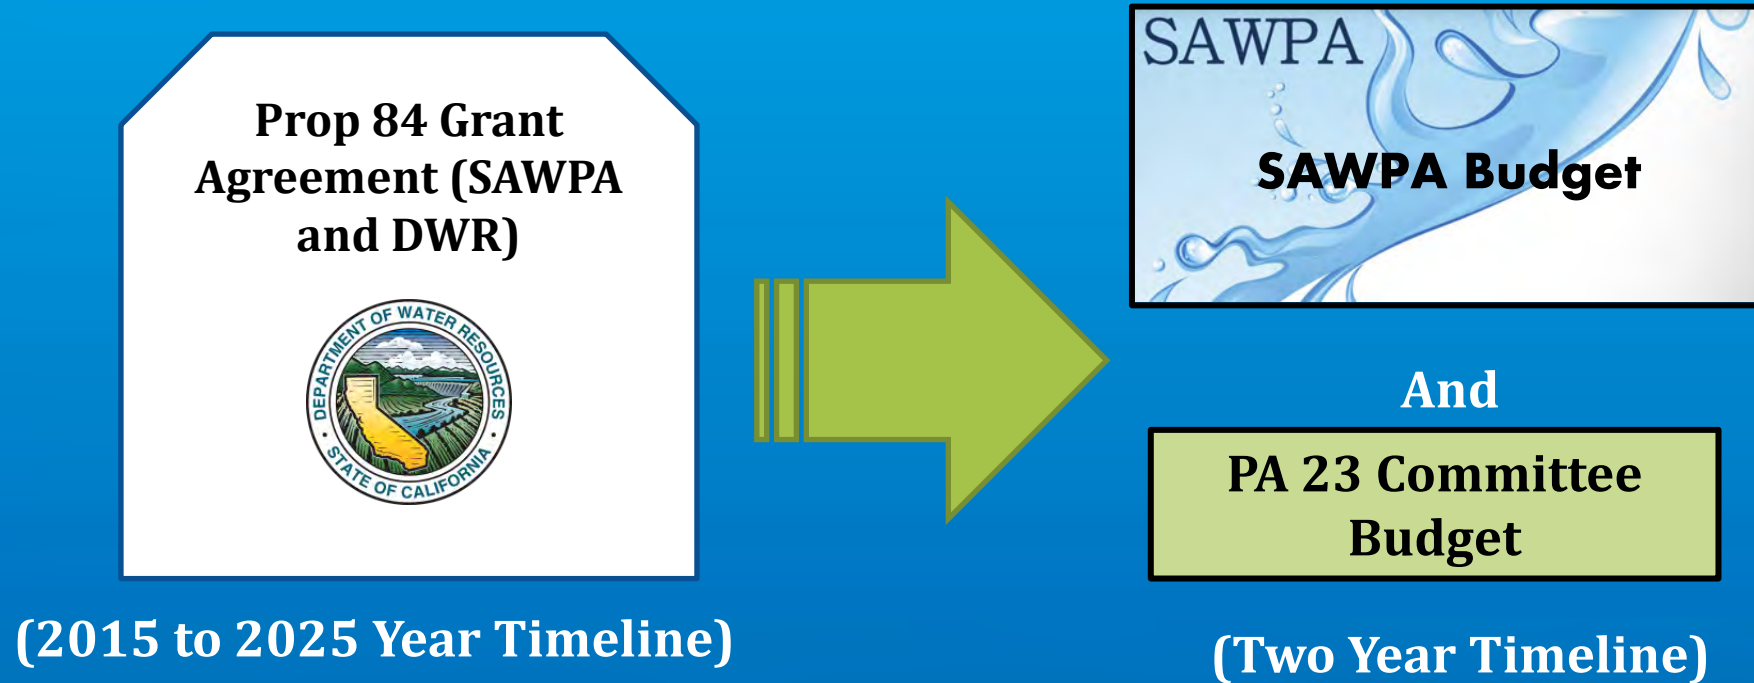 Prop 84 Grant
Agreement (SAWPA
and DWR)
DEPARTMENT OF WATER RESOURCES
STATE OF CALIFORNIA
(2015 to 2025 Year Timeline)
SAWPA
SAWPA Budget
And
PA 23 Committee
Budget
(Two Year Timeline)